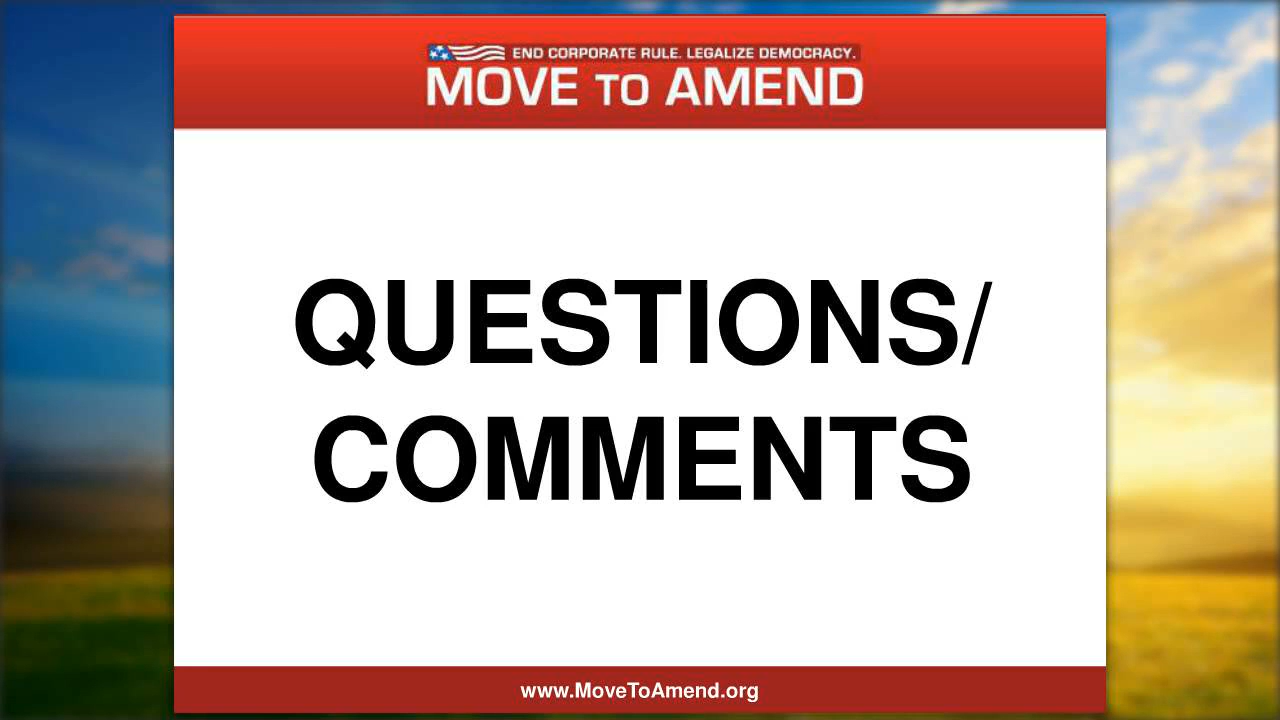 END CORPORATE RULE. LEGALIZE DEMOCRACY.
MOVE TO AMEND
QUESTIONS/
COMMENTS
www.MoveToAmend.org